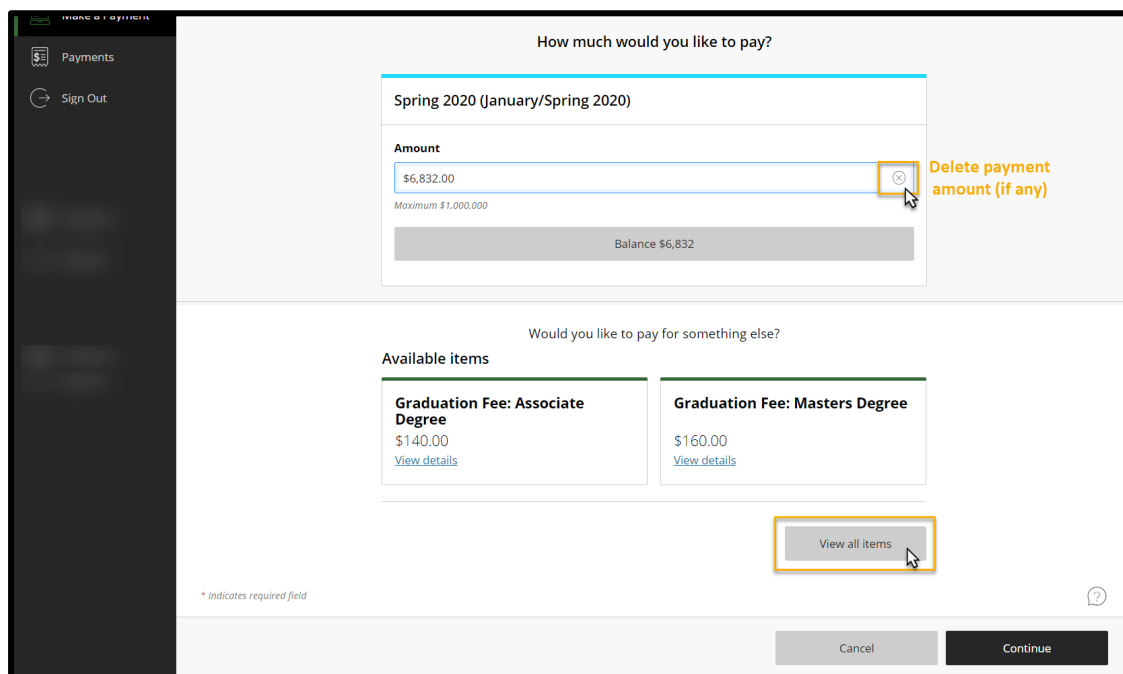 Make a Payment
Payments
Sign Out
How much would you like to pay?
Spring 2020 (January/Spring 2020)
Amount
$6,832.00
Delete payment
amount (if any)
Maximum $1,000,000
Balance $6,832
Would you like to pay for something else?
Available items
Graduation Fee: Associate
Degree
$140.00
View details
Graduation Fee: Masters Degree
$160.00
View details
View all items
* Indicates required field
?
Cancel
Continue